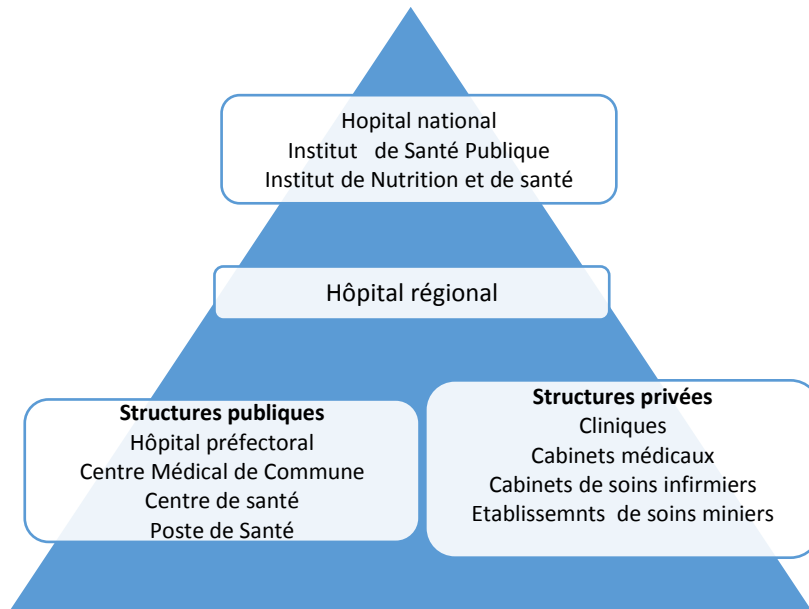 Hopital national
Institut de Santé Publique
Institut de Nutrition et de santé
Hôpital régional
Structures publiques
Hôpital préfectoral
Centre Médical de Commune
Centre de santé
Poste de Santé
Structures privées
Cliniques
Cabinets médicaux
Cabinets de soins infirmiers
Etablissemnts de soins miniers